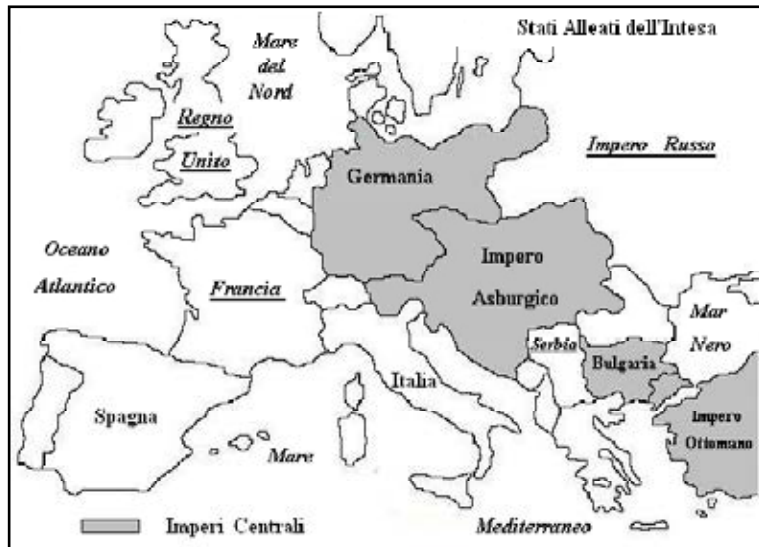 Stati Alleati dell'Intesa
Mare
del
Nord
Regno
Unito
Impero Russo
Germania
Oceano
Atlantico
Impero
Asburgico
Francia
Mar
Nero
Serbia
Bulgaria
Italia
Spagna
Impero
Ottomano
Mare
Imperi Centrali
Mediterraneo